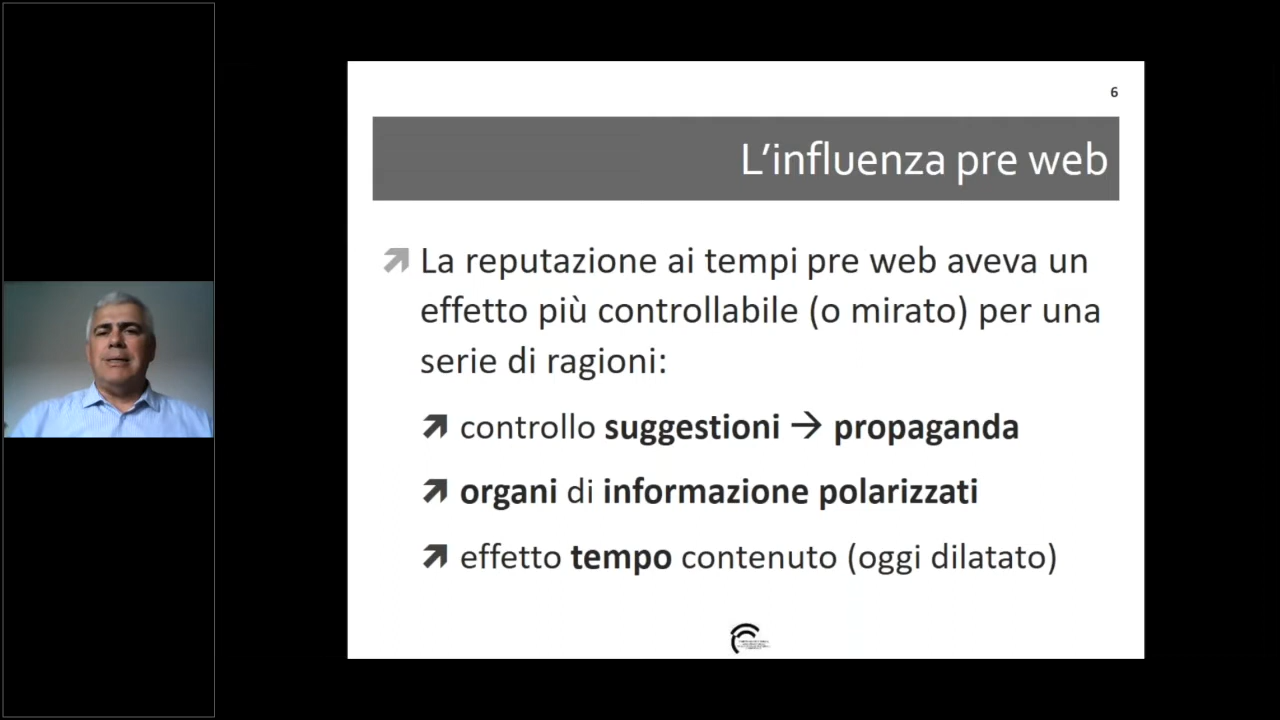 6
L'influenza pre web
La reputazione ai tempi pre web aveva un
effetto più controllabile (o mirato) per una
serie di ragioni:
controllo suggestioni → propaganda
organi di informazione polarizzati
effetto tempo contenuto (oggi dilatato)